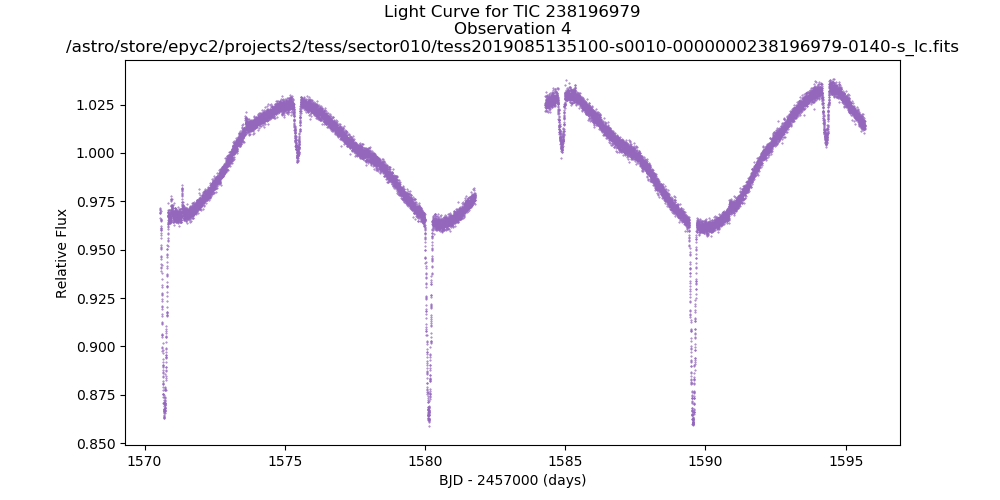 Light Curve for TIC 238196979
Observation 4
/astro/store/epyc2/projects2/tess/sector010/tess2019085135100-s0010-0000000238196979-0140-s_lc.fits
1.025
1.000
0.975
0.950
0.925
0.900
0.875
0.850
Relative Flux
1570 1575 1580 1585 1590 1595
BJD - 2457000 (days)